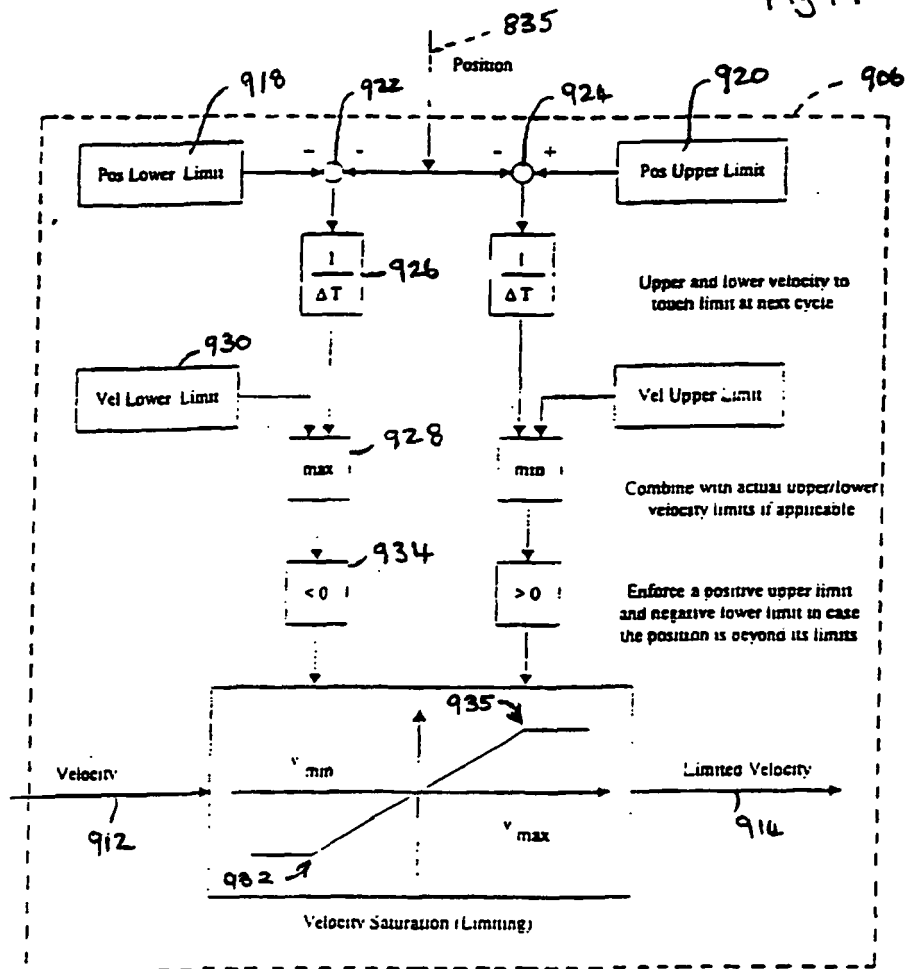 835
Position
918
922
924
920
906
- -
- +
Pos Lower Limit
Pos Upper Limit
1
ΔT
926
1
ΔT
Upper and lower velocity to
touch limit at next cycle
930
Vel Lower Limit
Vel Upper Limit
928
max
min
Combine with actual upper/lower
velocity limits if applicable
934
< 0
> 0
Enforce a positive upper limit
and negative lower limit in case
the position is beyond its limits
935
Velocity
v min
Limited Velocity
912
v max
914
932
Velocity Saturation (Limiting)